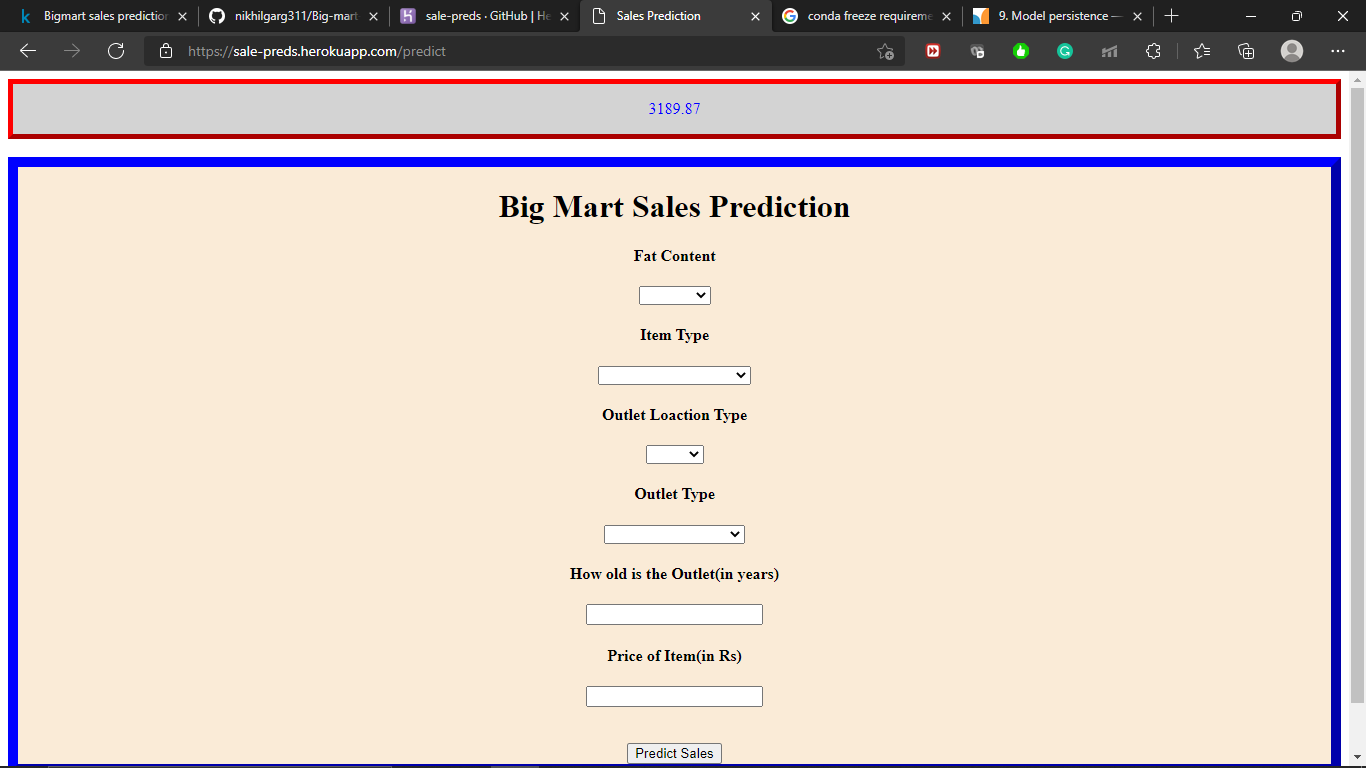 Bigmart sales prediction
nikhilgarg311/Big-mart
sale-preds · GitHub | He
Sales Prediction
conda freeze requireme
9. Model persistence —
https://sale-preds.herokuapp.com/predict
3189.87
Big Mart Sales Prediction
Fat Content
Item Type
Outlet Loaction Type
Outlet Type
How old is the Outlet(in years)
Price of Item(in Rs)
Predict Sales